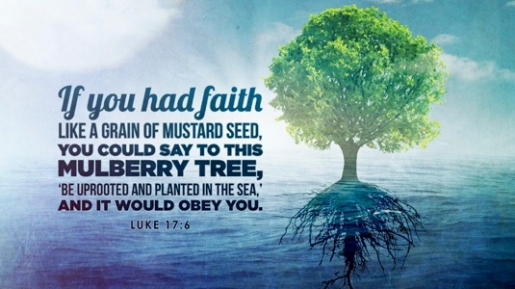 If you had faith
LIKE A GRAIN OF MUSTARD SEED,
YOU COULD SAY TO THIS
MULBERRY TREE,
'BE UPROOTED AND PLANTED IN THE SEA,'
AND IT WOULD OBEY YOU.
LUKE 17:6